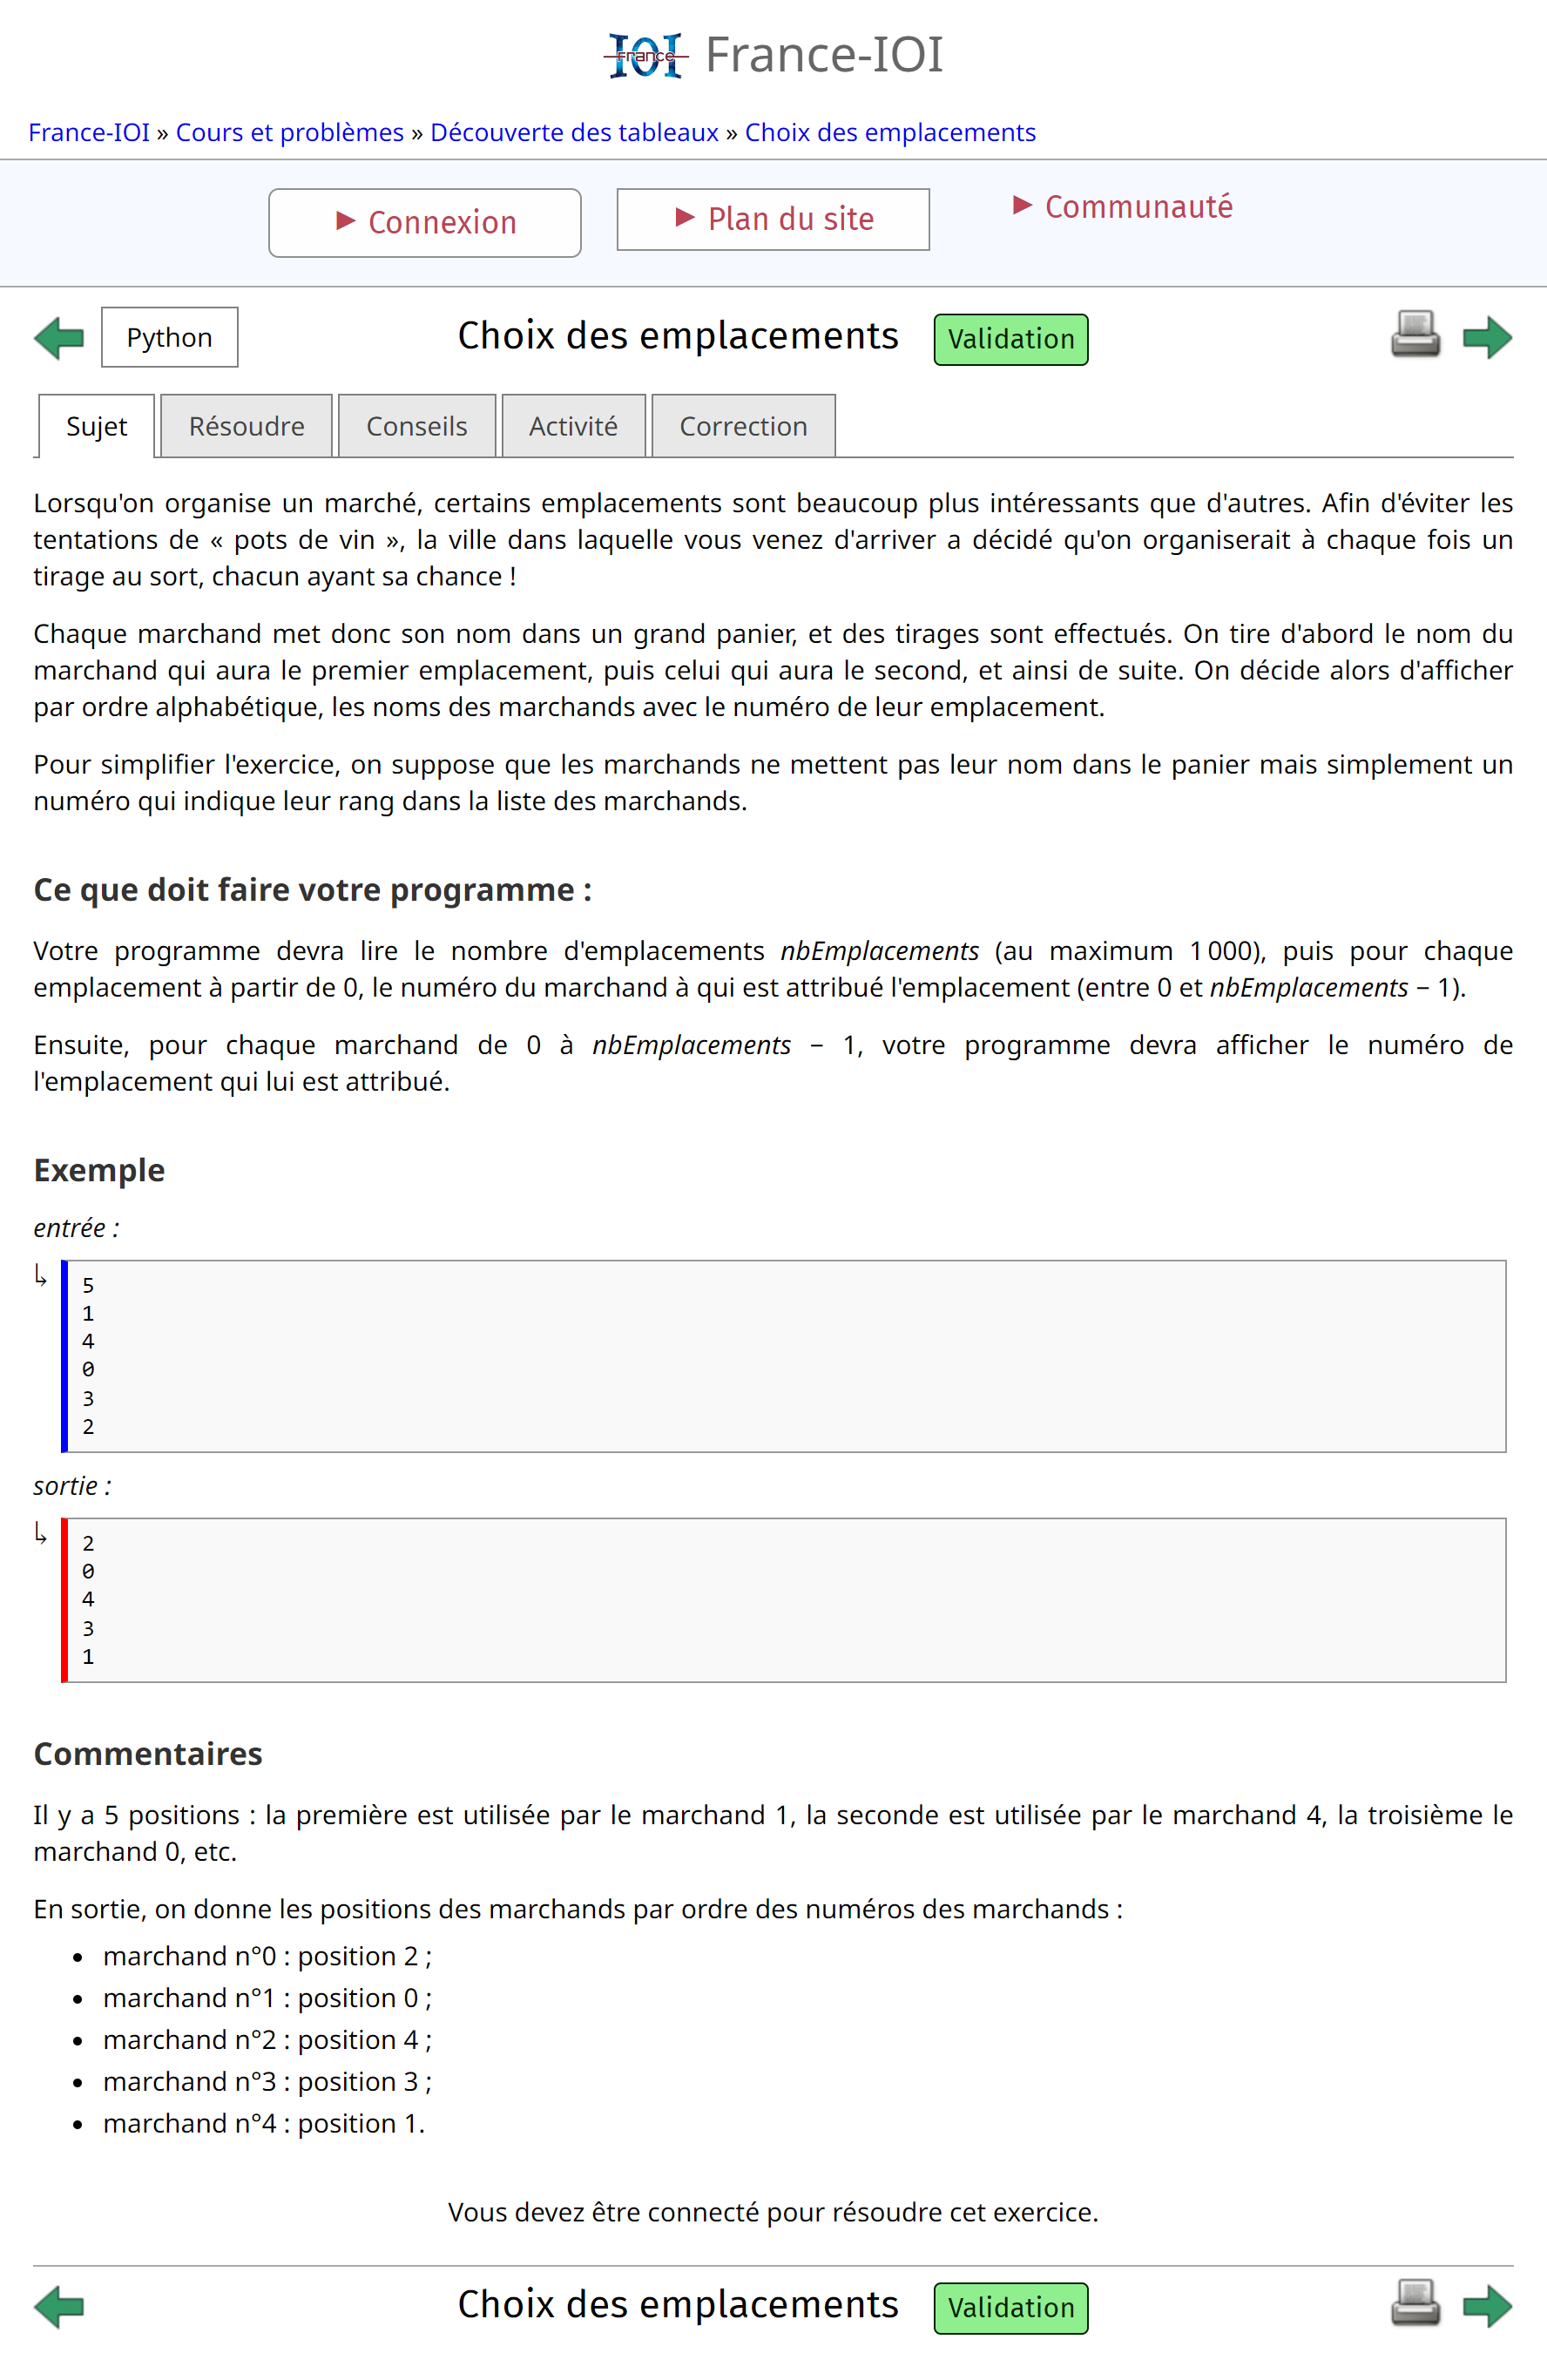 France
IOI
France-IOI
France-IOI » Cours et problèmes » Découverte des tableaux » Choix des emplacements
► Connexion
► Plan du site
► Communauté
Python
Choix des emplacements
Validation
Sujet
Résoudre
Conseils
Activité
Correction
Lorsqu'on organise un marché, certains emplacements sont beaucoup plus intéressants que d'autres. Afin d'éviter les
tentations de « pots de vin », la ville dans laquelle vous venez d'arriver a décidé qu'on organiserait à chaque fois un
tirage au sort, chacun ayant sa chance !
Chaque marchand met donc son nom dans un grand panier, et des tirages sont effectués. On tire d'abord le nom du
marchand qui aura le premier emplacement, puis celui qui aura le second, et ainsi de suite. On décide alors d'afficher
par ordre alphabétique, les noms des marchands avec le numéro de leur emplacement.
Pour simplifier l'exercice, on suppose que les marchands ne mettent pas leur nom dans le panier mais simplement un
numéro qui indique leur rang dans la liste des marchands.
Ce que doit faire votre programme :
Votre programme devra lire le nombre d'emplacements nbEmplacements (au maximum 1 000), puis pour chaque
emplacement à partir de 0, le numéro du marchand à qui est attribué l'emplacement (entre 0 et nbEmplacements − 1).
Ensuite, pour chaque marchand de 0 à nbEmplacements − 1, votre programme devra afficher le numéro de
l'emplacement qui lui est attribué.
Exemple
entrée :
↳
5
1
4
0
3
2
sortie :
↳
2
0
4
3
1
Commentaires
Il y a 5 positions : la première est utilisée par le marchand 1, la seconde est utilisée par le marchand 4, la troisième le
marchand 0, etc.
En sortie, on donne les positions des marchands par ordre des numéros des marchands :
• marchand n°0 : position 2 ;
• marchand n°1 : position 0 ;
• marchand n°2 : position 4 ;
• marchand n°3 : position 3 ;
• marchand n°4 : position 1.
Vous devez être connecté pour résoudre cet exercice.
Choix des emplacements
Validation